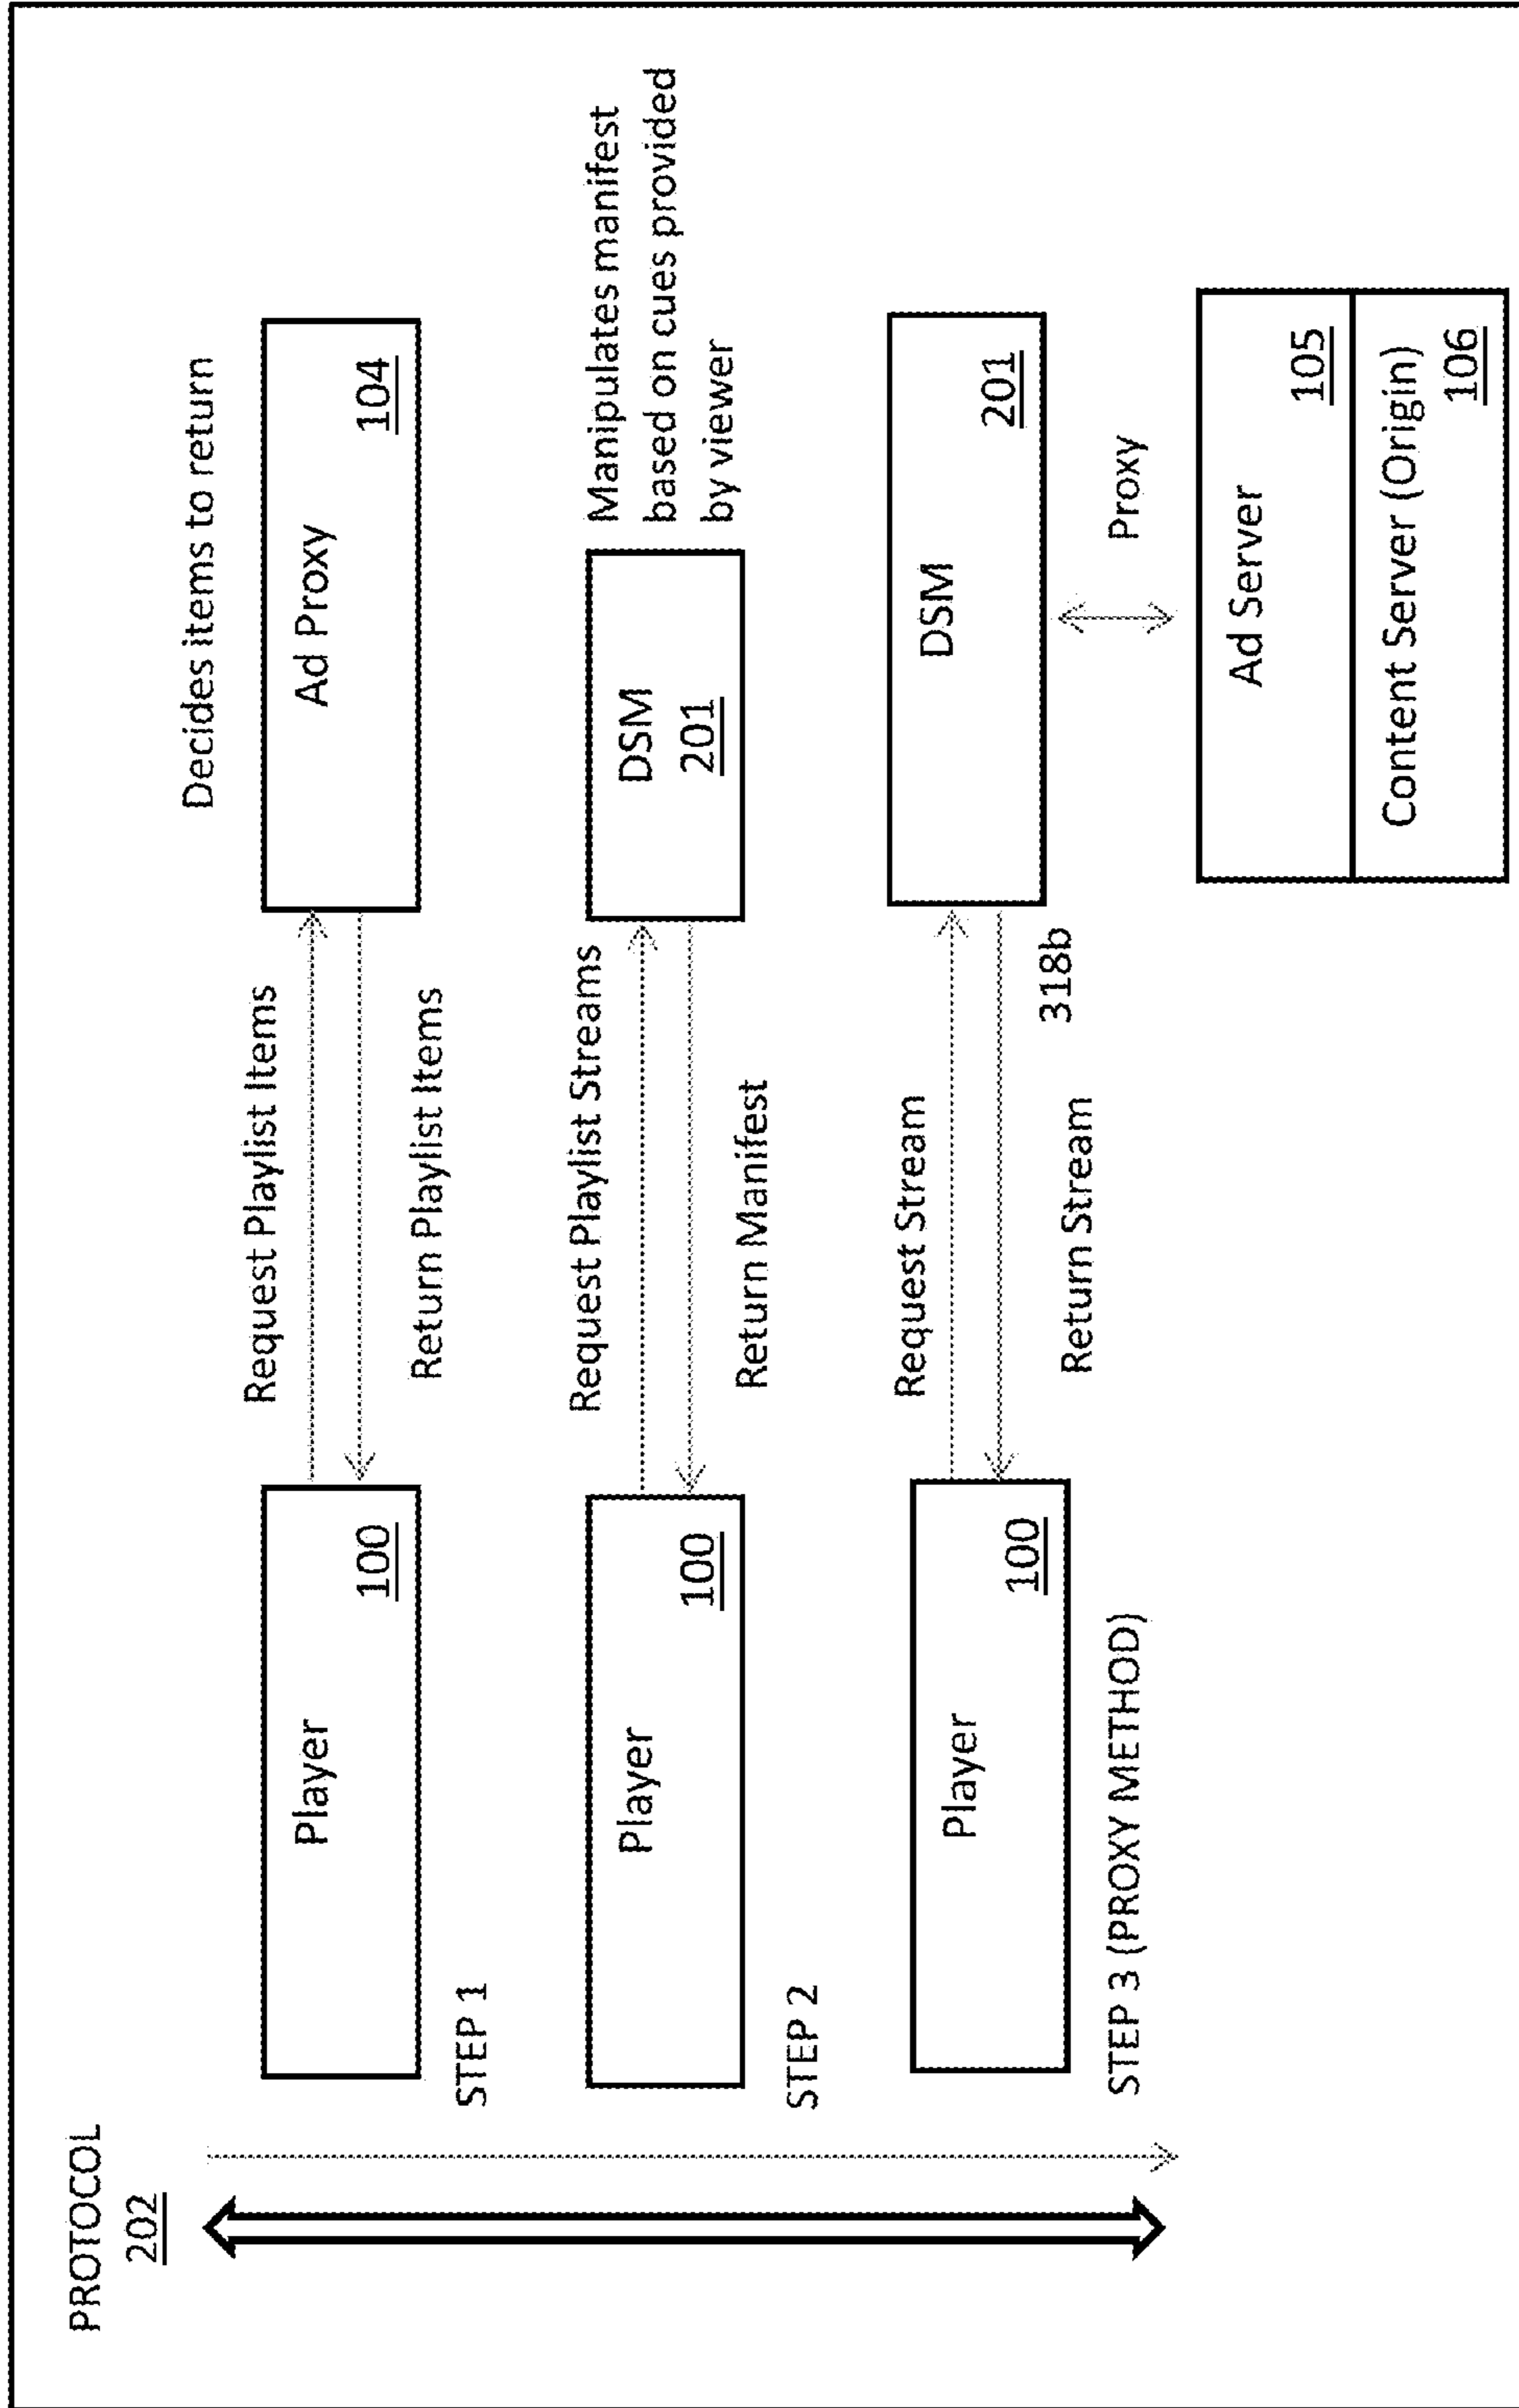 PROTOCOL
202
Decides items to return
Player
100
Request Playlist Items
Return Playlist Items
Ad Proxy
104
STEP 1
Player
100
Request Playlist Streams
Return Manifest
DSM
201
Manipulates manifest
based on cues provided
by viewer
STEP 2
Player
100
Request Stream
Return Stream
318b
DSM
201
STEP 3 (PROXY METHOD)
Proxy
Ad Server
105
Content Server (Origin)
106